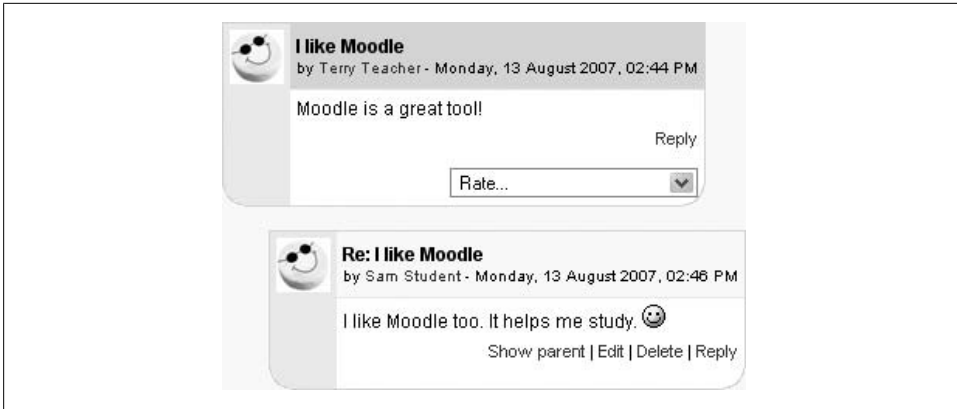 I like Moodle
by Terry Teacher - Monday, 13 August 2007, 02:44 PM
Moodle is a great tool!
Reply
Rate...
Re: I like Moodle
by Sam Student - Monday, 13 August 2007, 02:46 PM
I like Moodle too. It helps me study.
Show parent | Edit | Delete | Reply